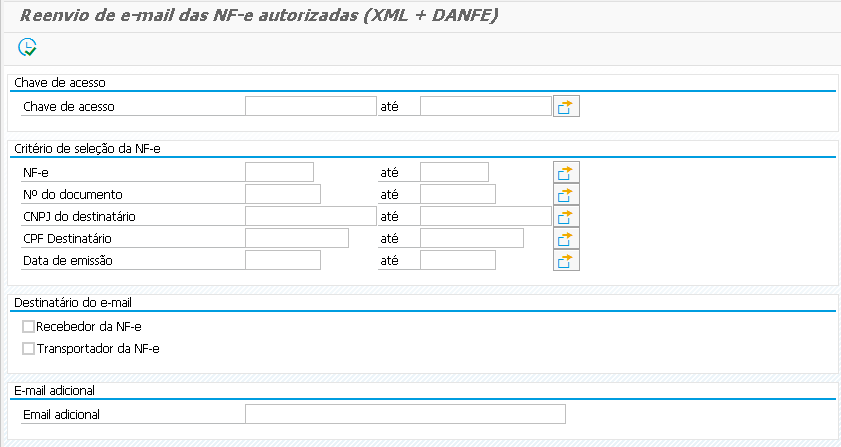 Reenvio de e-mail das NF-e autorizadas (XML + DANFE)
Chave de acesso
Chave de acesso até
Critério de seleção da NF-e
NF-e até
Nº do documento até
CNPJ do destinatário até
CPF Destinatário até
Data de emissão até
Destinatário do e-mail
Recebedor da NF-e
Transportador da NF-e
E-mail adicional
Email adicional